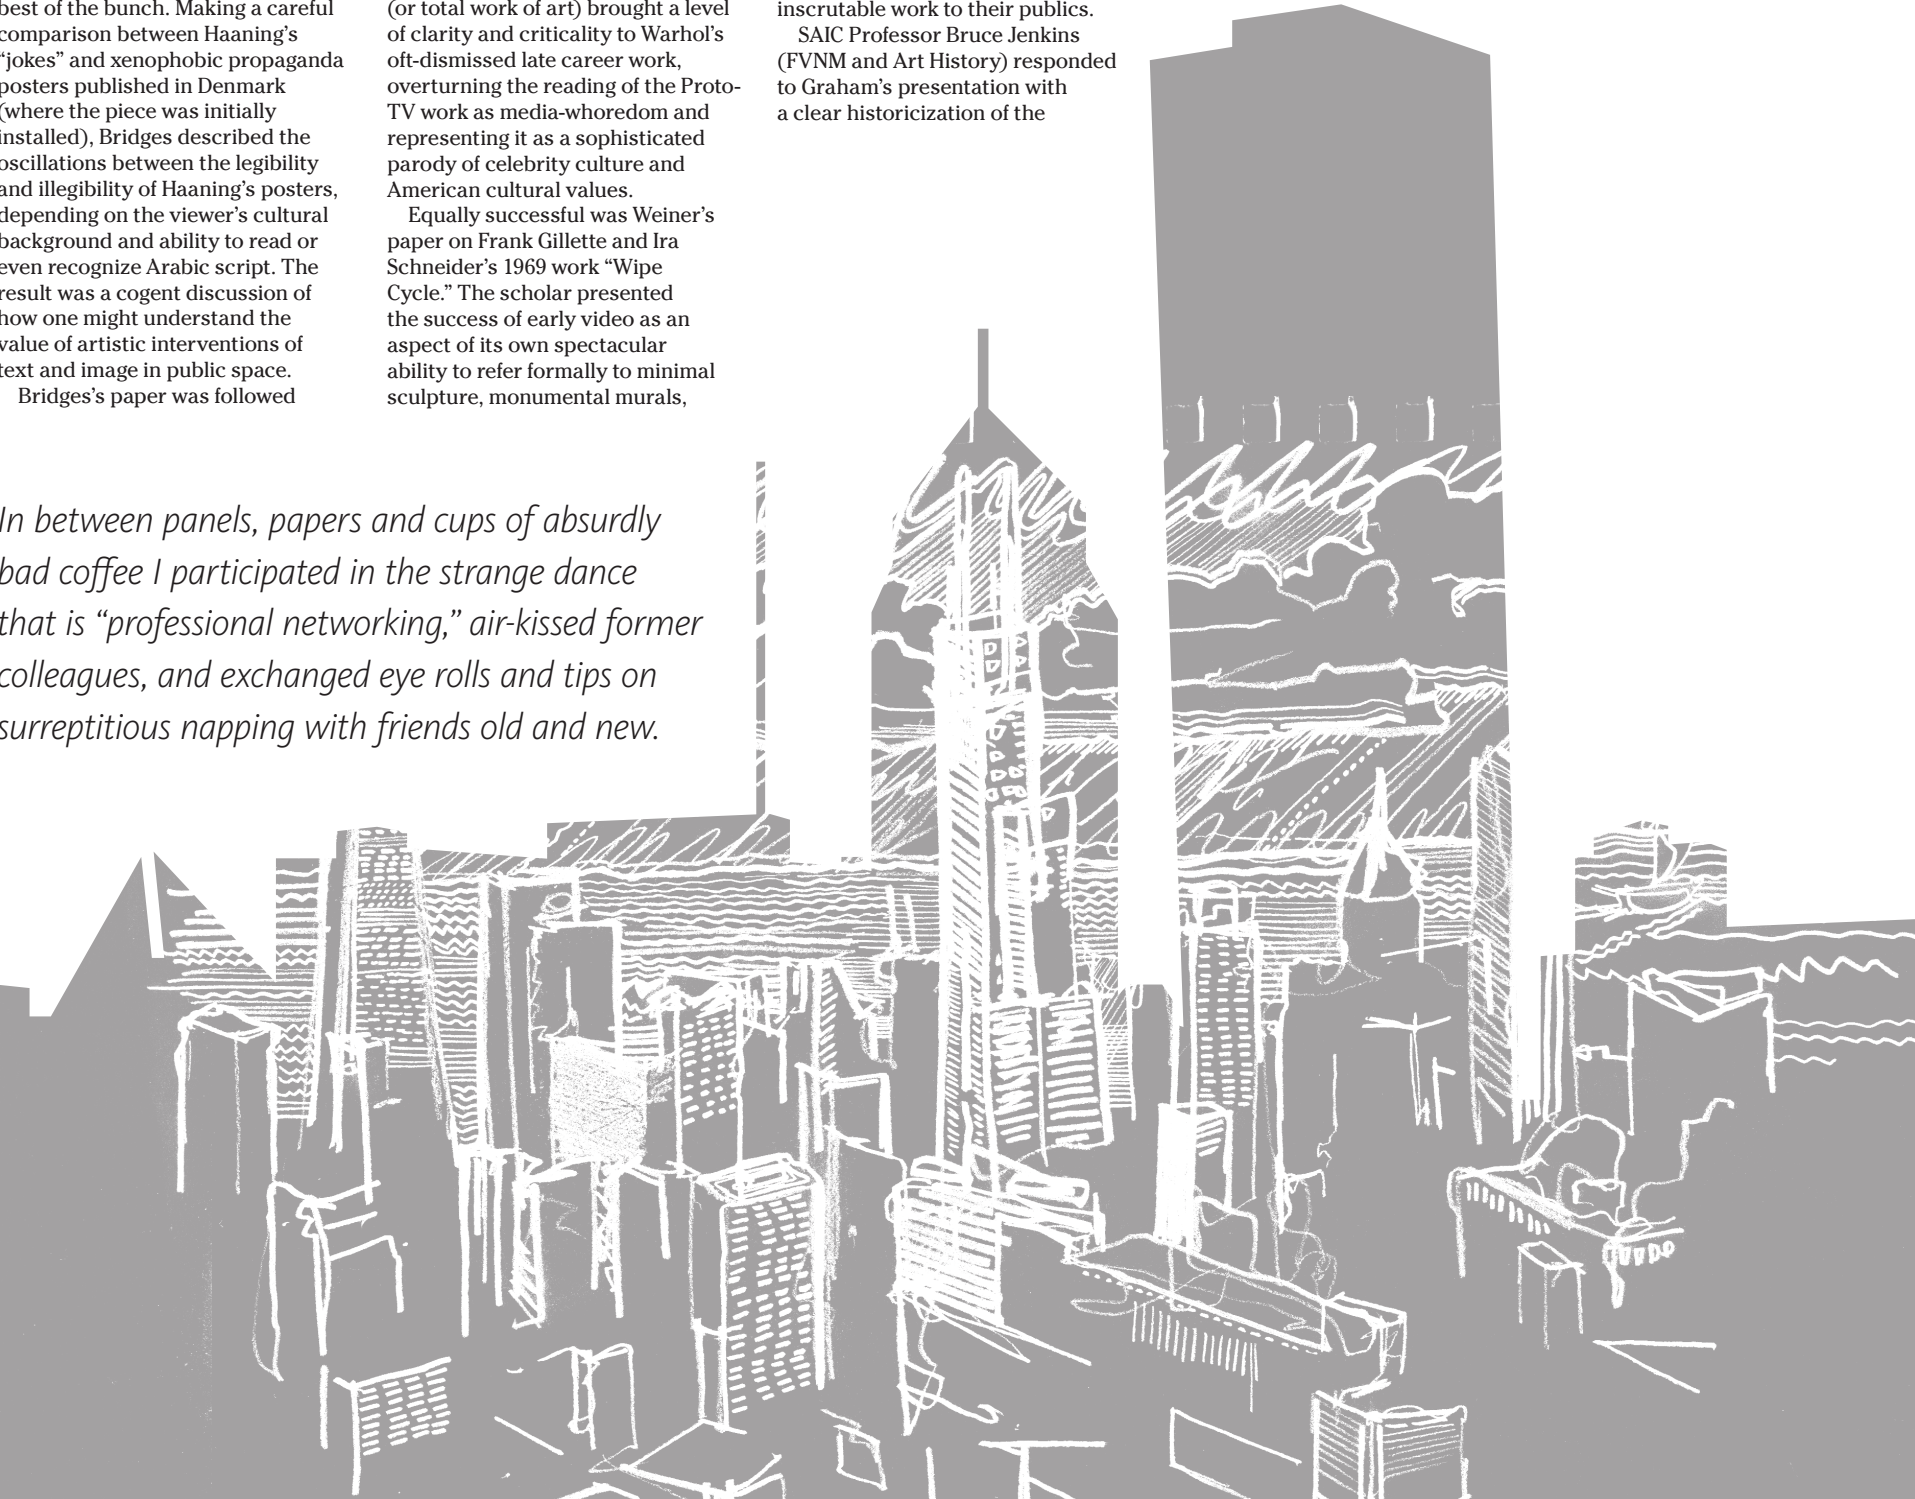 best of the bunch. Making a careful
comparison between Haaning's
“jokes” and xenophobic propaganda
posters published in Denmark
(where the piece was initially
installed), Bridges described the
oscillations between the legibility
and illegibility of Haaning’s posters,
depending on the viewer’s cultural
background and ability to read or
even recognize Arabic script. The
result was a cogent discussion of
how one might understand the
value of artistic interventions of
text and image in public space.
Bridges’s paper was followed
(or total work of art) brought a level
of clarity and criticality to Warhol’s
oft-dismissed late career work,
overturning the reading of the Proto-
TV work as media-whoredom and
representing it as a sophisticated
parody of celebrity culture and
American cultural values.
Equally successful was Weiner’s
paper on Frank Gillette and Ira
Schneider’s 1969 work “Wipe
Cycle.” The scholar presented
the success of early video as an
aspect of its own spectacular
ability to refer formally to minimal
sculpture, monumental murals,
inscrutable work to their publics.
SAIC Professor Bruce Jenkins
(FVNM and Art History) responded
to Graham’s presentation with
a clear historicization of the
In between panels, papers and cups of absurdly
bad coffee I participated in the strange dance
that is “professional networking,” air-kissed former
colleagues, and exchanged eye rolls and tips on
surreptitious napping with friends old and new.